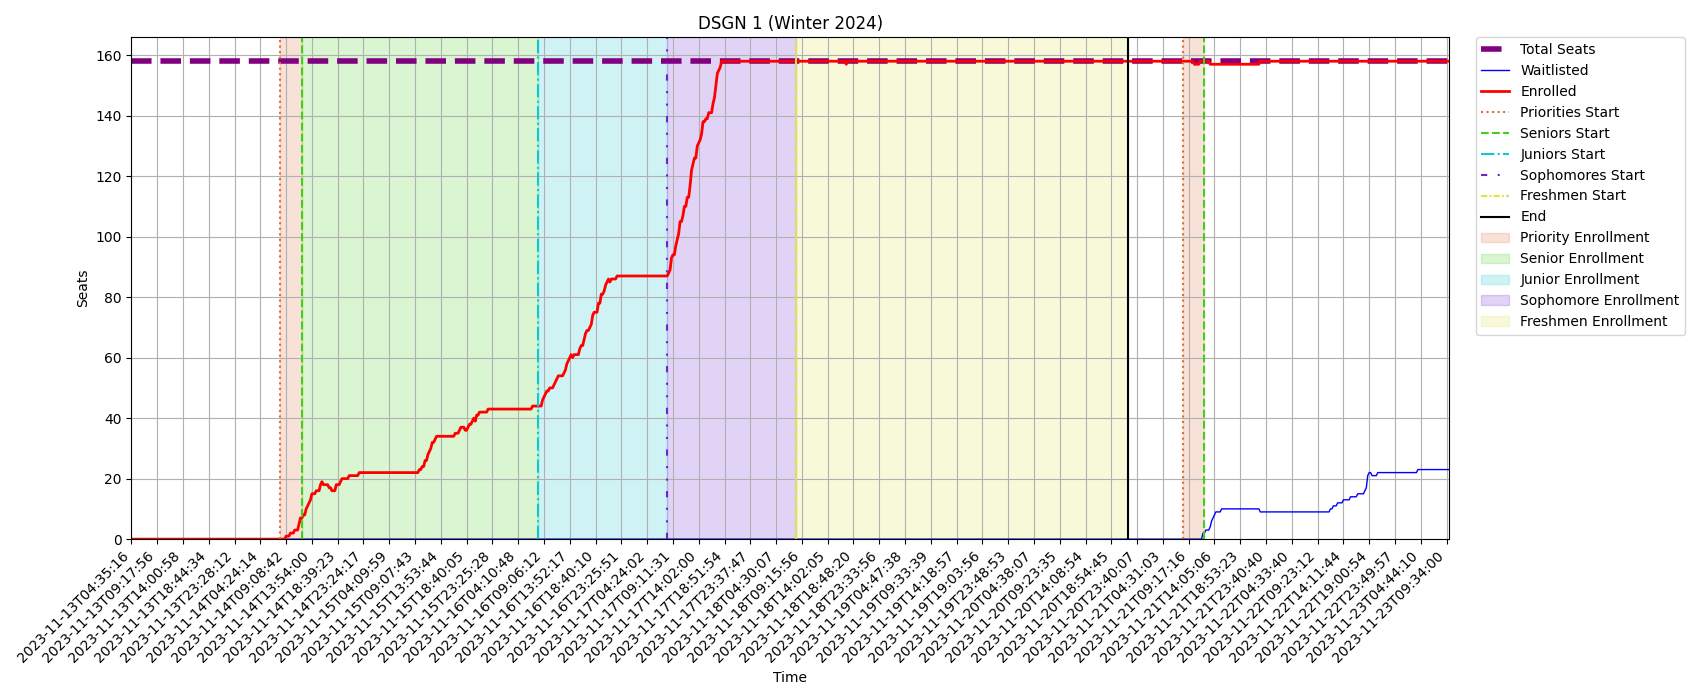 DSGN 1 (Winter 2024)
Seats
160
140
120
100
80
60
40
20
0
2023-11-13T04:35:16
2023-11-13T09:17:56
2023-11-13T14:00:58
2023-11-13T18:44:34
2023-11-13T23:28:12
2023-11-14T04:24:14
2023-11-14T09:08:42
2023-11-14T13:54:00
2023-11-14T18:39:23
2023-11-14T23:24:17
2023-11-15T04:09:59
2023-11-15T09:07:43
2023-11-15T13:53:44
2023-11-15T18:40:05
2023-11-15T23:25:28
2023-11-16T04:10:48
2023-11-16T09:06:12
2023-11-16T13:52:17
2023-11-16T18:40:10
2023-11-16T23:25:51
2023-11-17T04:24:02
2023-11-17T09:11:31
2023-11-17T14:02:00
2023-11-17T18:51:54
2023-11-17T23:37:47
2023-11-18T04:30:07
2023-11-18T09:15:56
2023-11-18T14:02:05
2023-11-18T18:48:20
2023-11-18T23:33:56
2023-11-19T04:47:38
2023-11-19T09:33:39
2023-11-19T14:18:57
2023-11-19T19:03:56
2023-11-19T23:48:53
2023-11-20T04:38:07
2023-11-20T09:23:35
2023-11-20T14:08:54
2023-11-20T18:54:45
2023-11-20T23:40:07
2023-11-21T04:31:03
2023-11-21T09:17:16
2023-11-21T14:05:06
2023-11-21T18:53:23
2023-11-21T23:40:40
2023-11-22T04:33:40
2023-11-22T09:23:12
2023-11-22T14:11:44
2023-11-22T19:00:54
2023-11-22T23:49:57
2023-11-23T04:44:10
2023-11-23T09:34:00
Time
Total Seats
Waitlisted
Enrolled
Priorities Start
Seniors Start
Juniors Start
Sophomores Start
Freshmen Start
End
Priority Enrollment
Senior Enrollment
Junior Enrollment
Sophomore Enrollment
Freshmen Enrollment